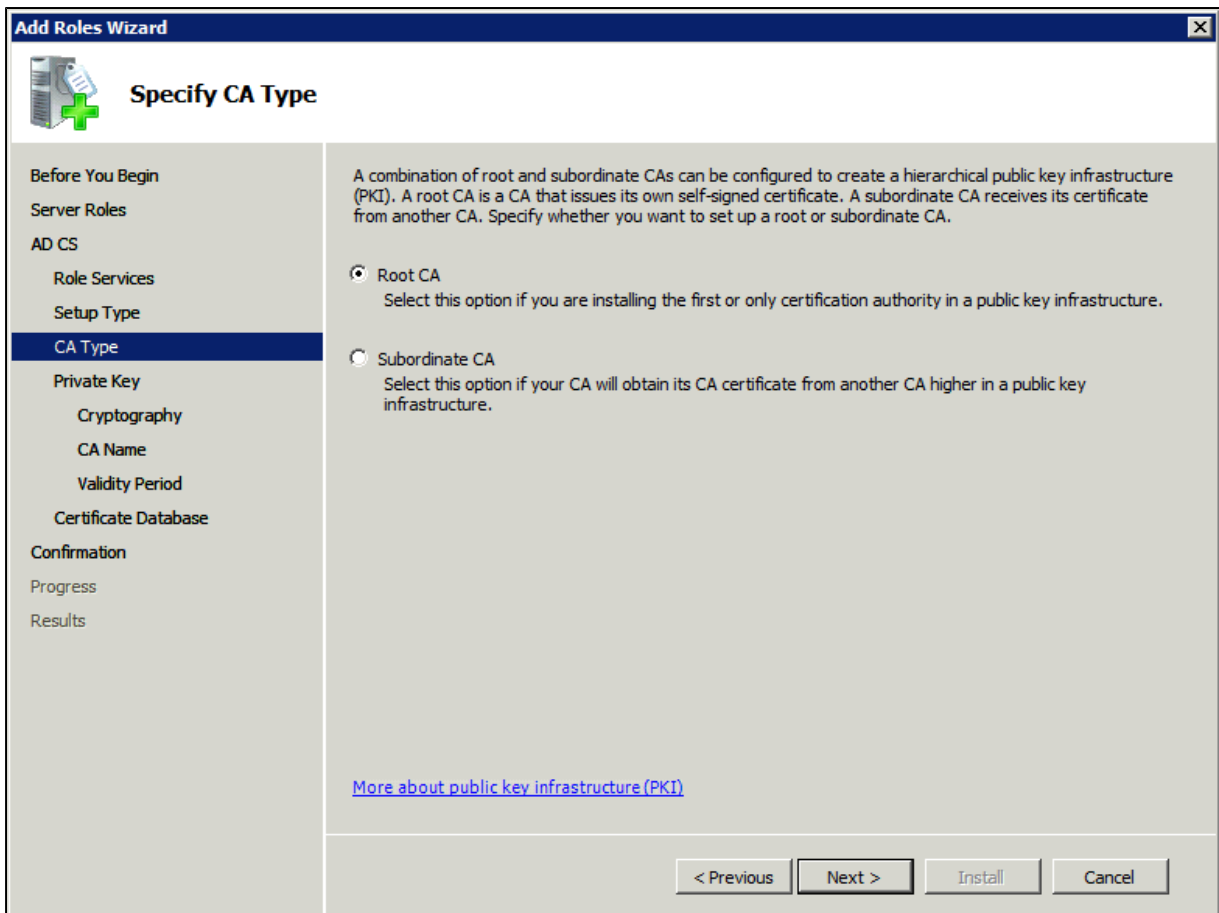 Add Roles Wizard
Specify CA Type
Before You Begin
Server Roles
AD CS
Role Services
Setup Type
CA Type
Private Key
Cryptography
CA Name
Validity Period
Certificate Database
Confirmation
Progress
Results
A combination of root and subordinate CAs can be configured to create a hierarchical public key infrastructure
(PKI). A root CA is a CA that issues its own self-signed certificate. A subordinate CA receives its certificate
from another CA. Specify whether you want to set up a root or subordinate CA.
Root CA
Select this option if you are installing the first or only certification authority in a public key infrastructure.
Subordinate CA
Select this option if your CA will obtain its CA certificate from another CA higher in a public key
infrastructure.
More about public key infrastructure (PKI)
< Previous
Next >
Install
Cancel